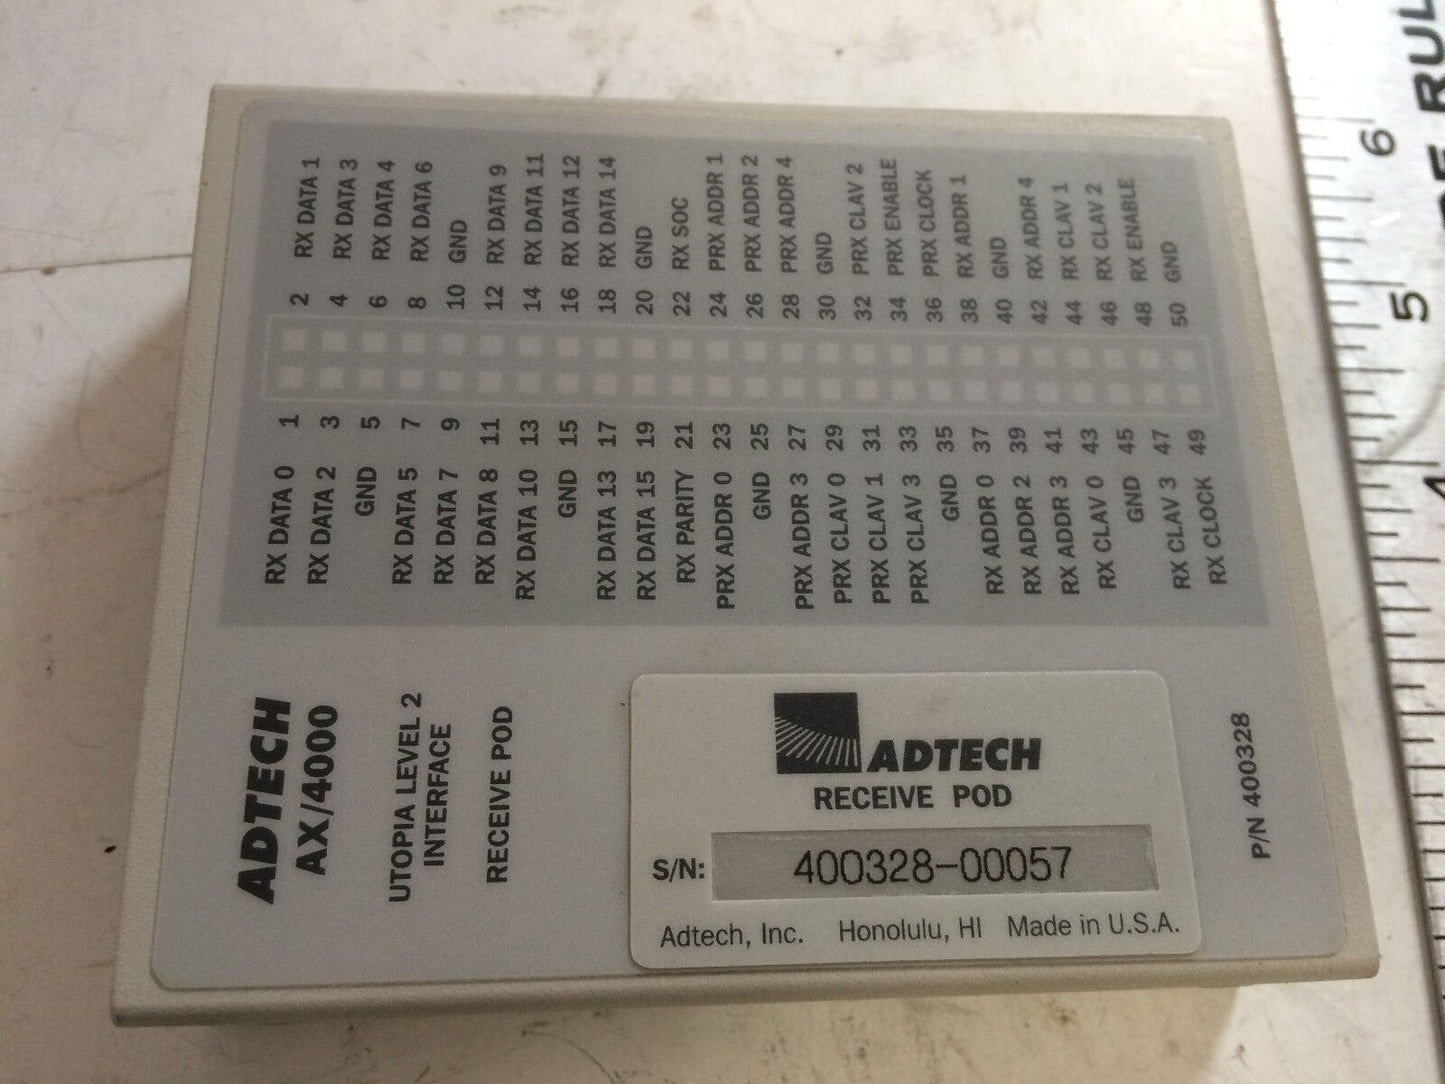 RX DATA 1
RX DATA 3
RX DATA 4
RX DATA 6
GND
RX DATA 9
RX DATA 11
RX DATA 12
RX DATA 14
GND
RX SOC
PRX ADDR 1
PRX ADDR 2
PRX ADDR 4
GND
PRX CLAV 2
PRX ENABLE
PRX CLOCK
RX ADDR 1
GND
RX ADDR 4
RX CLAV 1
RX CLAV 2
RX ENABLE
GND
2
4
6
8
10
12
14
16
18
20
22
24
26
28
30
32
34
36
38
40
42
44
46
48
50
1
3
5
7
9
11
13
15
17
19
21
23
25
27
29
31
33
35
37
39
41
43
45
47
49
RX DATA 0
RX DATA 2
GND
RX DATA 5
RX DATA 7
RX DATA 8
RX DATA 10
GND
RX DATA 13
RX DATA 15
RX PARITY
PRX ADDR 0
GND
PRX ADDR 3
PRX CLAV 0
PRX CLAV 1
PRX CLAV 3
GND
RX ADDR 0
RX ADDR 2
RX ADDR 3
RX CLAV 0
GND
RX CLAV 3
RX CLOCK
ADTECH
AX/4000
UTOPIA LEVEL 2
INTERFACE
RECEIVE POD
ADTECH
RECEIVE POD
S/N: 400328-00057
Adtech, Inc. Honolulu, HI Made in U.S.A.
P/N 400328
6
5
4